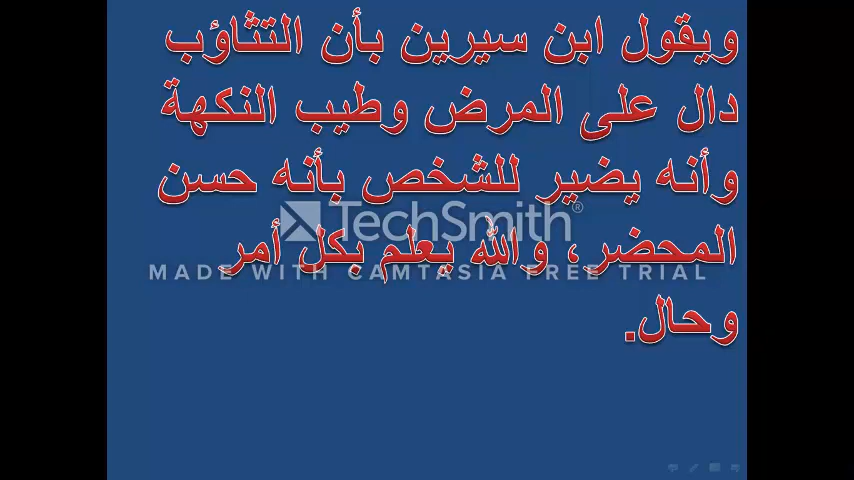 ويقول ابن سيرين بأن التثاؤب
دال على المرض وطيب النكهة
وأنه يضير للشخص بأنه حسن
TechSmith®
المحضر، والله يعلم بكل أمر
MADE WITH CAMTASIA FREE TRIAL
وحال.